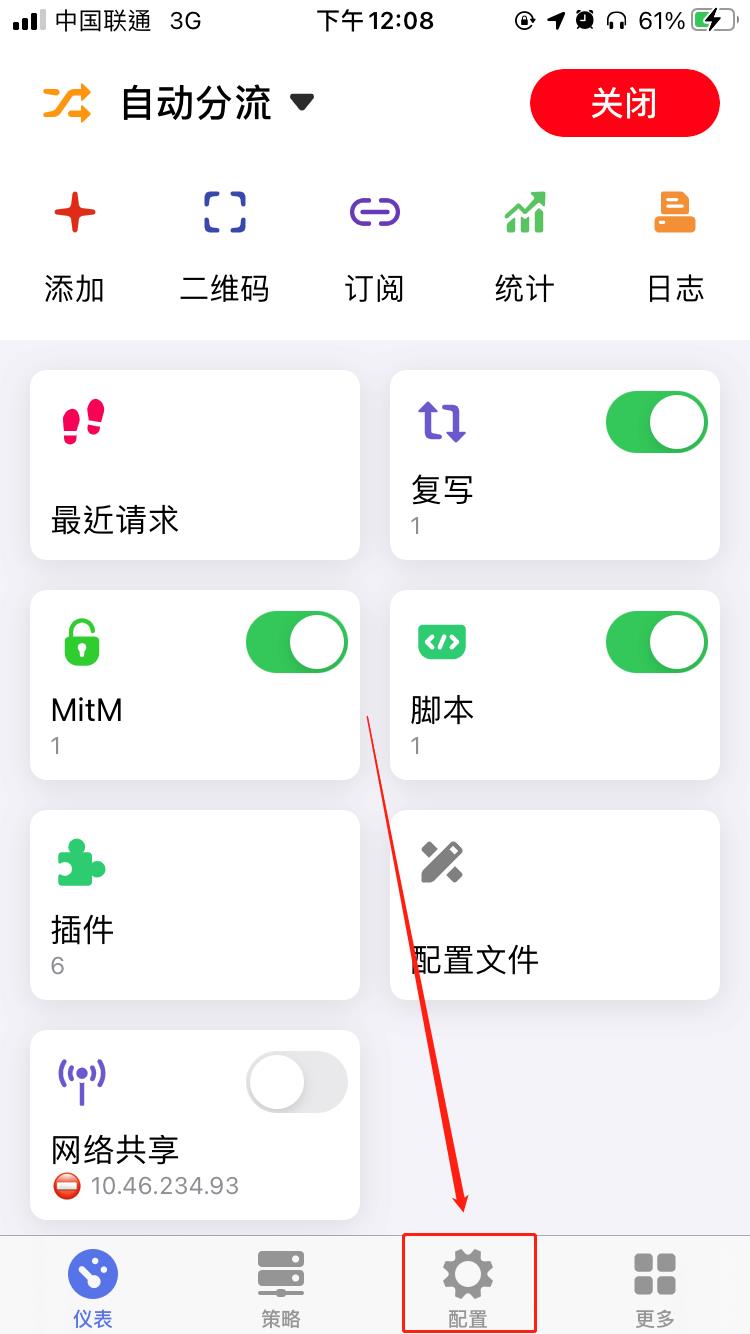 中国联通 3G 下午12:08 61%
自动分流 关闭
添加 二维码 订阅 统计 日志
最近请求
复写
1
MitM
1
脚本
1
插件
6
配置文件
网络共享
10.46.234.93
仪表 策略 配置 更多